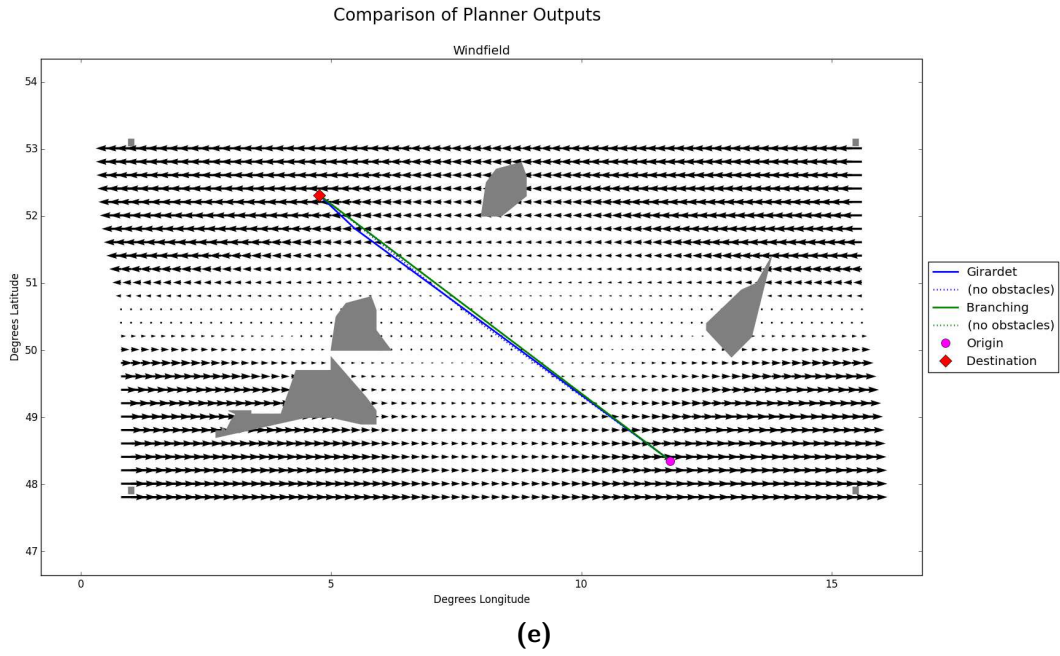 Comparison of Planner Outputs
Windfield
54
53
52
51
50
49
48
47
Degrees Latitude
0
5
10
15
Degrees Longitude
Girardet
(no obstacles)
Branching
(no obstacles)
Origin
Destination
(e)